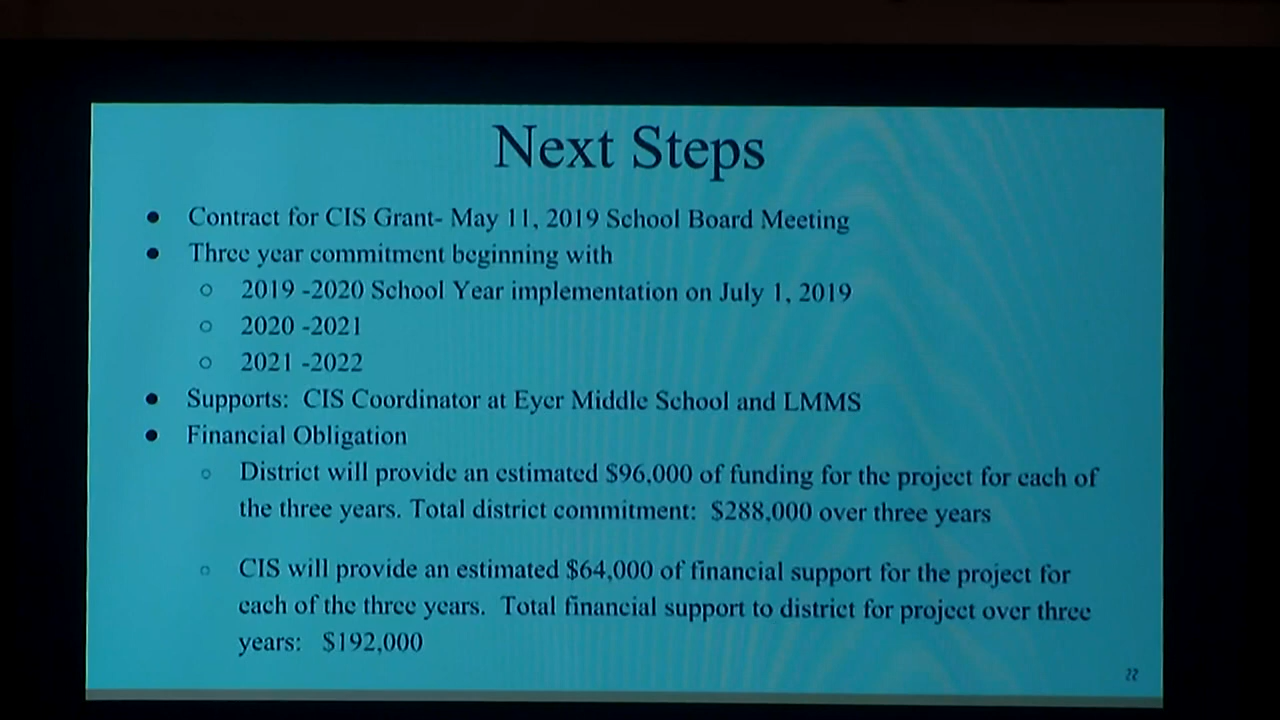 Next Steps
● Contract for CIS Grant- May 11, 2019 School Board Meeting
● Three year commitment beginning with
○ 2019 -2020 School Year implementation on July 1, 2019
○ 2020 -2021
○ 2021 -2022
● Supports: CIS Coordinator at Eyer Middle School and LMMS
● Financial Obligation
○ District will provide an estimated $96,000 of funding for the project for each of
the three years. Total district commitment: $288,000 over three years
○ CIS will provide an estimated $64,000 of financial support for the project for
each of the three years. Total financial support to district for project over three
years: $192,000
22